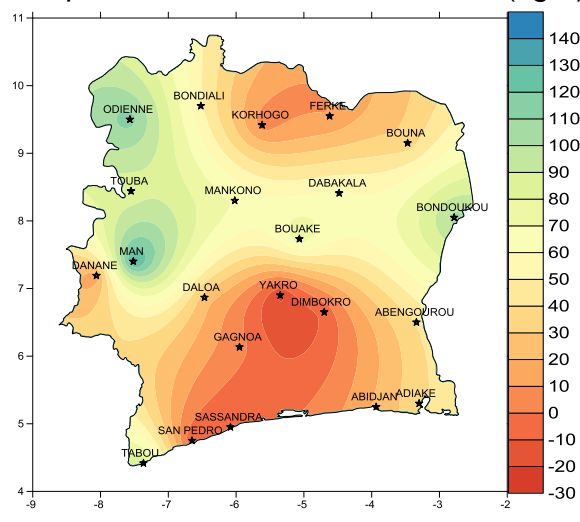 11
10
9
8
7
6
5
4
-9
-8
-7
-6
-5
-4
-3
-2
ODIENNE
BONDIALI
KORHOGO
FERKE
BOUNA
TOUBA
MANKONO
DABAKALA
BONDOUKOU
BOUAKE
MAN
DANANE
DALOA
YAKRO
DIMBOKRO
ABENGOUROU
GAGNOA
ABIDJAN
ADIAKE
SASSANDRA
SAN PEDRO
TABOU
140
130
120
110
100
90
80
70
60
50
40
30
20
10
0
-10
-20
-30